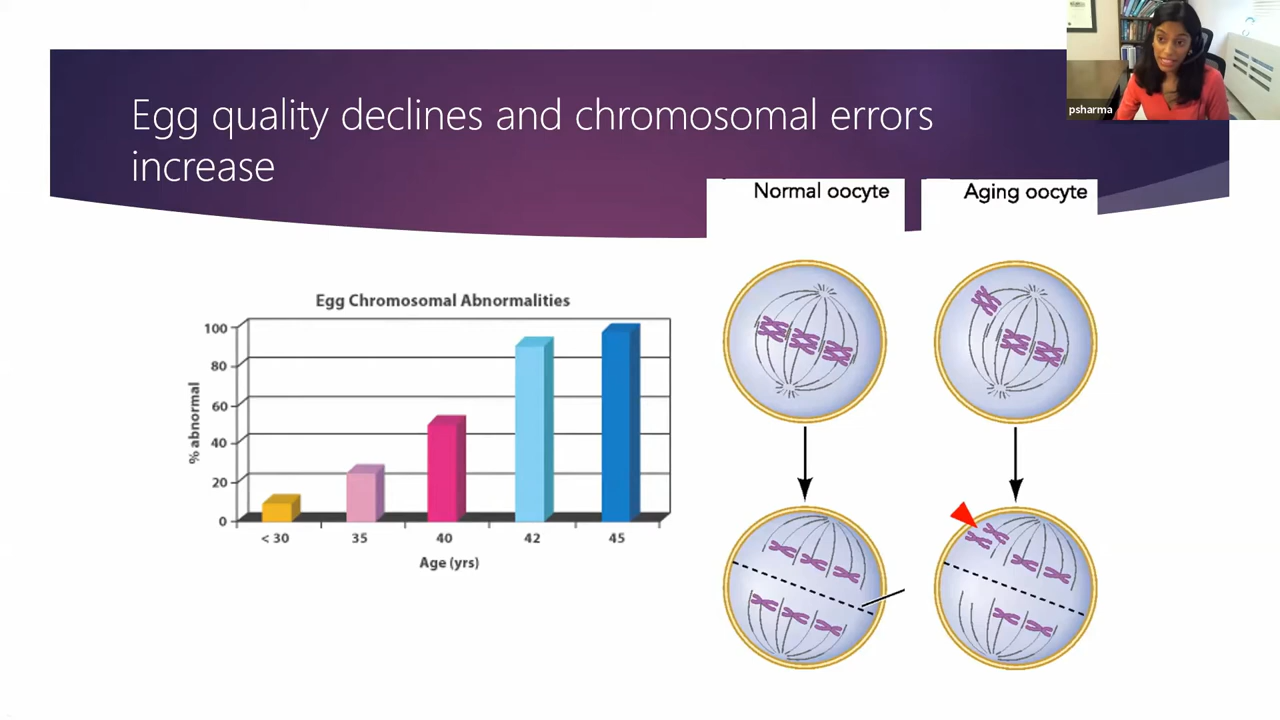 psharma
Egg quality declines and chromosomal errors
increase
Normal oocyte
Aging oocyte
Egg Chromosomal Abnormalities
% abnormal
100
80
60
40
20
0
< 30
35
40
42
45
Age (yrs)